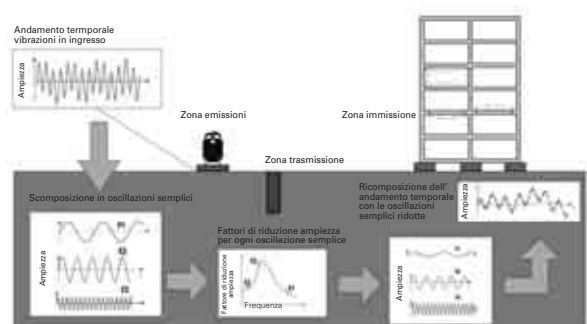 Andamento termporale
vibrazioni in ingresso
Ampiezza
Zona emissioni
Zona immissione
Zona trasmissione
Scomposizione in oscillazioni semplici
Ampiezza
Fattori di riduzione ampiezza
per ogni oscillazione semplice
Fattore di riduzione
ampiezza
Frequenza
Ricomposizione dell'
andamento temporale
con le oscillazioni
semplici ridotte
Ampiezza
Ampiezza